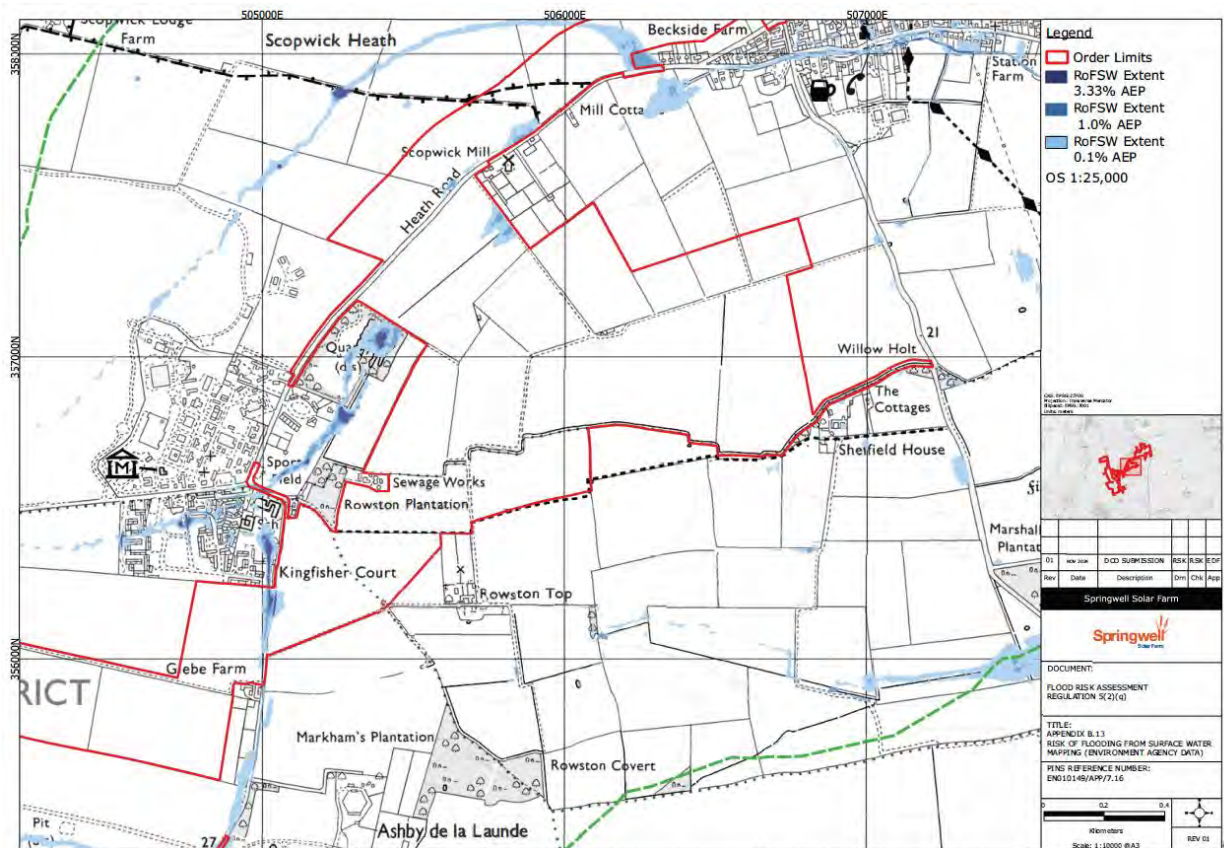 505000E
506000E
507000E
358000N
357000N
356000N
Scopwick Lodge
Farm
Scopwick Heath
Beckside Farm
Station
Farm
Mill Cotta
Scopwick Mill
Heath Road
Qua
(dis)
21
Willow Holt
The
Cottages
Sheffield House
Spor
field
Sewage Works
Rowston Plantation
Marshall
Plantat
Kingfisher Court
Rowston Top
Glebe Farm
RICT
Markham's Plantation
Rowston Covert
Ashby de la Launde
Pit
27
M
Legend
Order Limits
RoFSW Extent
3.33% AEP
RoFSW Extent
1.0% AEP
RoFSW Extent
0.1% AEP
OS 1:25,000
01 NOV 2024 DCO SUBMISSION RSK RSK EDF
Rev Date Description Drn Chk App
Springwell Solar Farm
Springwell
Solar Farm
DOCUMENT:
FLOOD RISK ASSESSMENT
REGULATION 5(2)(q)
TITLE:
APPENDIX B.13
RISK OF FLOODING FROM SURFACE WATER
MAPPING (ENVIRONMENT AGENCY DATA)
PINS REFERENCE NUMBER:
EN010149/APP/7.16
0 0.2 0.4
Kilometers
Scale: 1:10000 @A3
REV 01